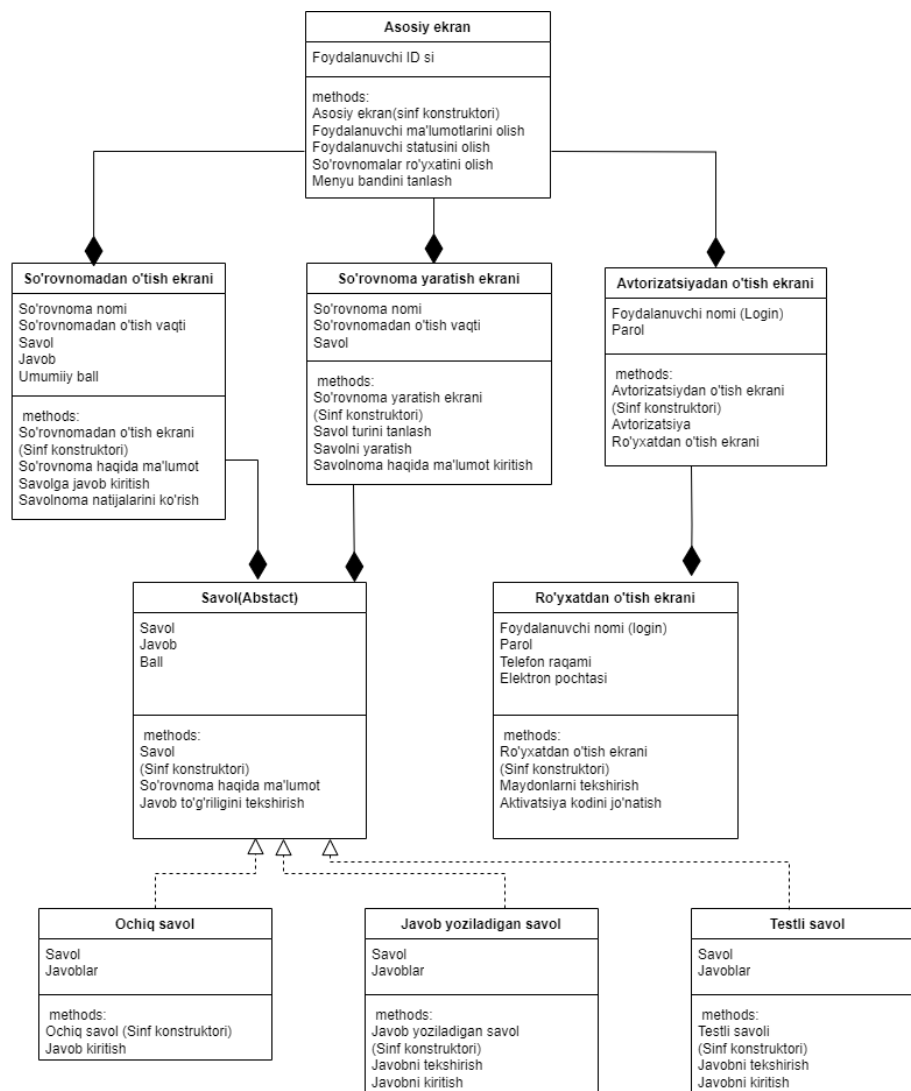 Asosiy ekran
Foydalanuvchi ID si
methods:
Asosiy ekran(sinf konstruktori)
Foydalanuvchi ma'lumotlarini olish
Foydalanuvchi statusini olish
So'rovnomalar ro'yxatini olish
Menyu bandini tanlash
So'rovnomadan o'tish ekrani
So'rovnoma nomi
So'rovnomadan o'tish vaqti
Savol
Javob
Umumiiy ball
methods:
So'rovnomadan o'tish ekrani
(Sinf konstruktori)
So'rovnoma haqida ma'lumot
Savolga javob kiritish
Savolnoma natijalarini ko'rish
So'rovnoma yaratish ekrani
So'rovnoma nomi
So'rovnomadan o'tish vaqti
Savol
methods:
So'rovnoma yaratish ekrani
(Sinf konstruktori)
Savol turini tanlash
Savolni yaratish
Savolnoma haqida ma'lumot kiritish
Avtorizatsiyadan o'tish ekrani
Foydalanuvchi nomi (Login)
Parol
methods:
Avtorizatsiydan o'tish ekrani
(Sinf konstruktori)
Avtorizatsiya
Ro'yxatdan o'tish ekrani
Savol(Abstact)
Savol
Javob
Ball
methods:
Savol
(Sinf konstruktori)
So'rovnoma haqida ma'lumot
Javob to'g'riligini tekshirish
Ro'yxatdan o'tish ekrani
Foydalanuvchi nomi (login)
Parol
Telefon raqami
Elektron pochtasi
methods:
Ro'yxatdan o'tish ekrani
(Sinf konstruktori)
Maydonlarni tekshirish
Aktivatsiya kodini jo'natish
Ochiq savol
Savol
Javoblar
methods:
Ochiq savol (Sinf konstruktori)
Javob kiritish
Javob yoziladigan savol
Savol
Javoblar
methods:
Javob yoziladigan savol
(Sinf konstruktori)
Javobni tekshirish
Javobni kiritish
Testli savol
Savol
Javoblar
methods:
Testli savoli
(Sinf konstruktori)
Javobni tekshirish
Javobni kiritish